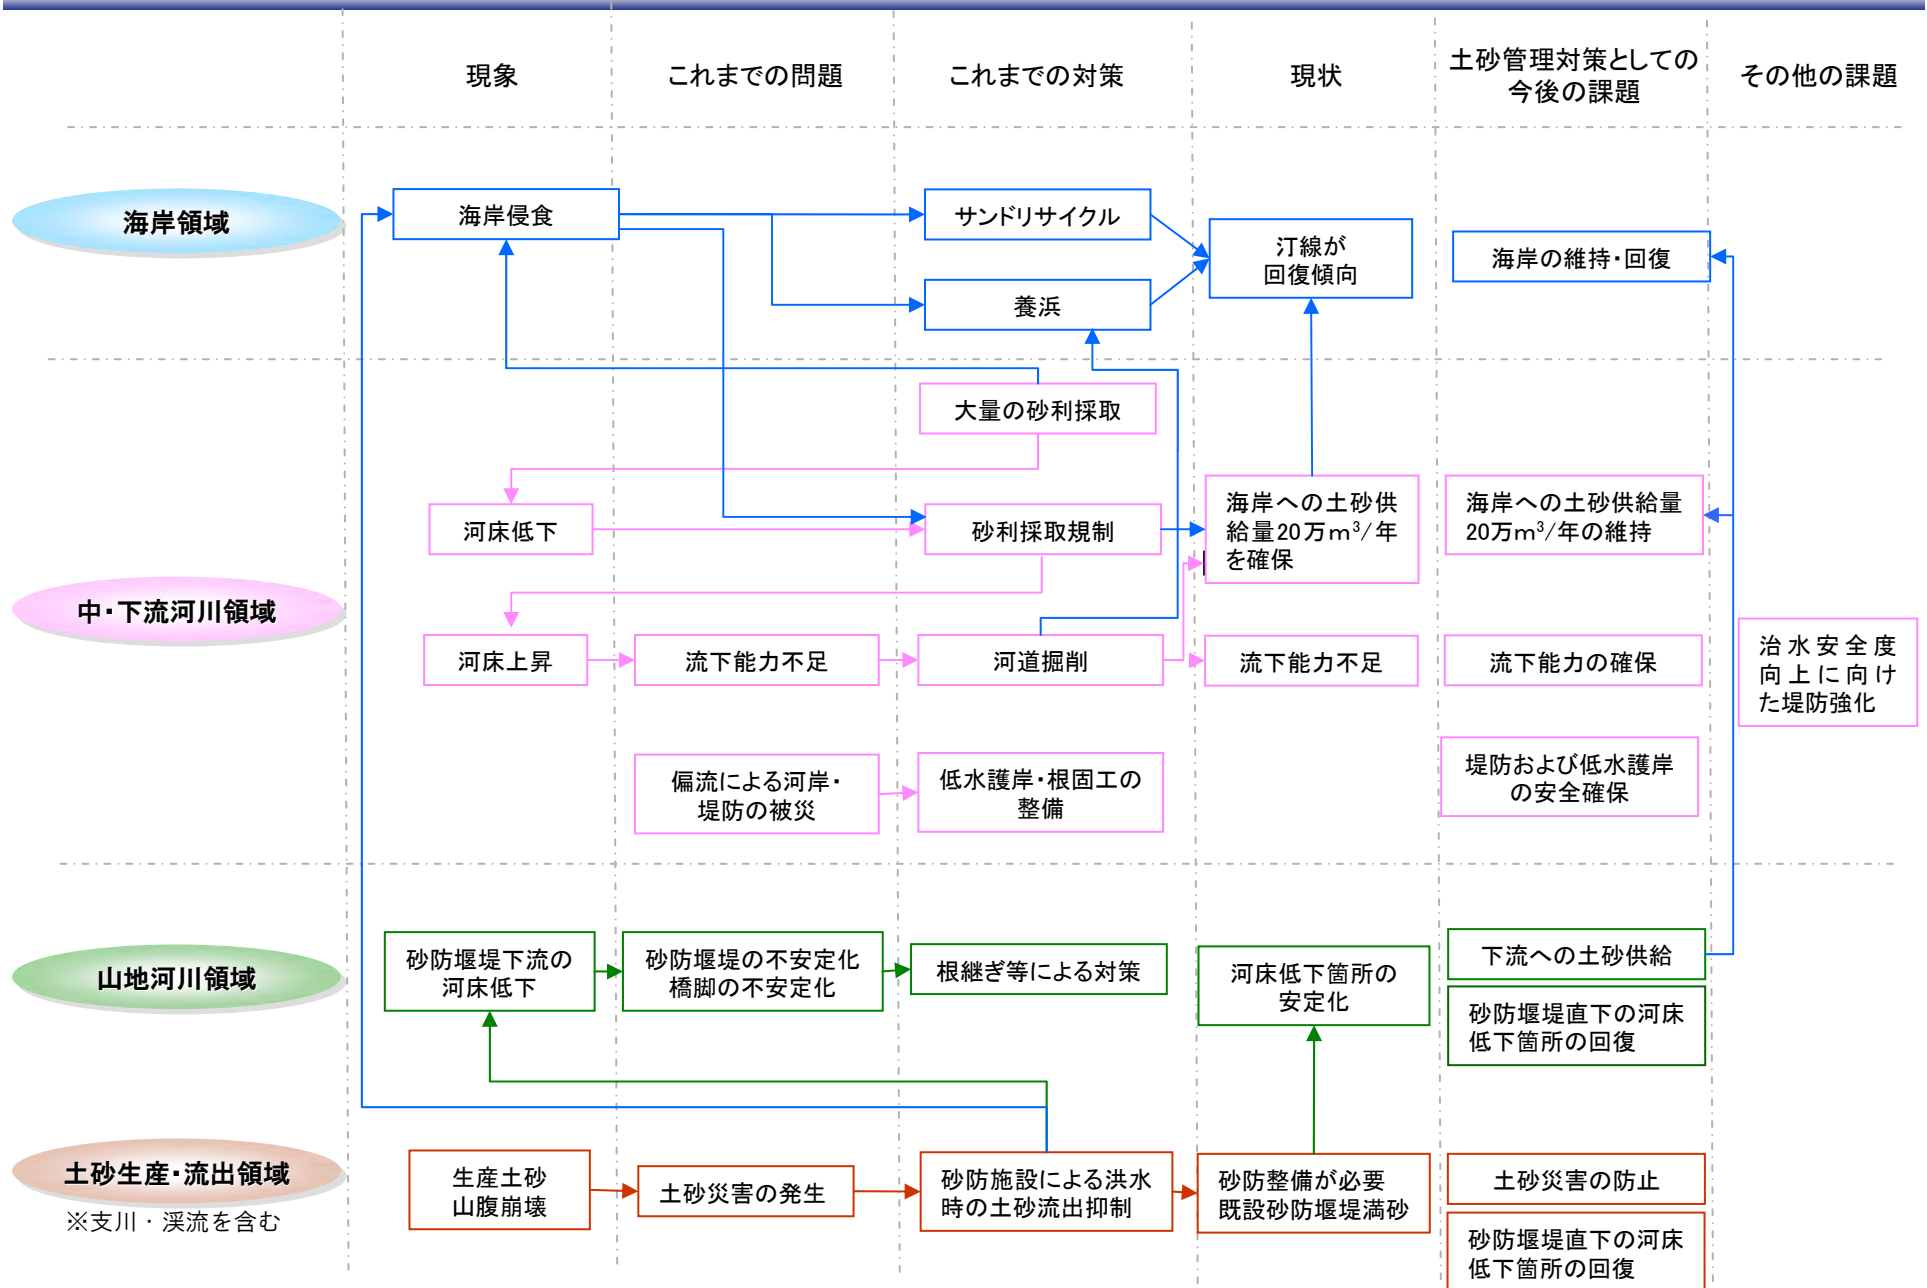 現象
これまでの問題
これまでの対策
現状
土砂管理対策としての
今後の課題
その他の課題
海岸領域
海岸侵食
サンドリサイクル
養浜
汀線が
回復傾向
海岸の維持・回復
中・下流河川領域
大量の砂利採取
河床低下
砂利採取規制
海岸への土砂供
給量20万m³/年
を確保
海岸への土砂供給量
20万m³/年の維持
河床上昇
流下能力不足
河道掘削
流下能力不足
流下能力の確保
治水安全度
向上に向け
た堤防強化
偏流による河岸・
堤防の被災
低水護岸・根固工の
整備
堤防および低水護岸
の安全確保
山地河川領域
砂防堰堤下流の
河床低下
砂防堰堤の不安定化
橋脚の不安定化
根継ぎ等による対策
河床低下箇所の
安定化
下流への土砂供給
砂防堰堤直下の河床
低下箇所の回復
土砂生産・流出領域
※支川・渓流を含む
生産土砂
山腹崩壊
土砂災害の発生
砂防施設による洪水
時の土砂流出抑制
砂防整備が必要
既設砂防堰堤満砂
土砂災害の防止
砂防堰堤直下の河床
低下箇所の回復